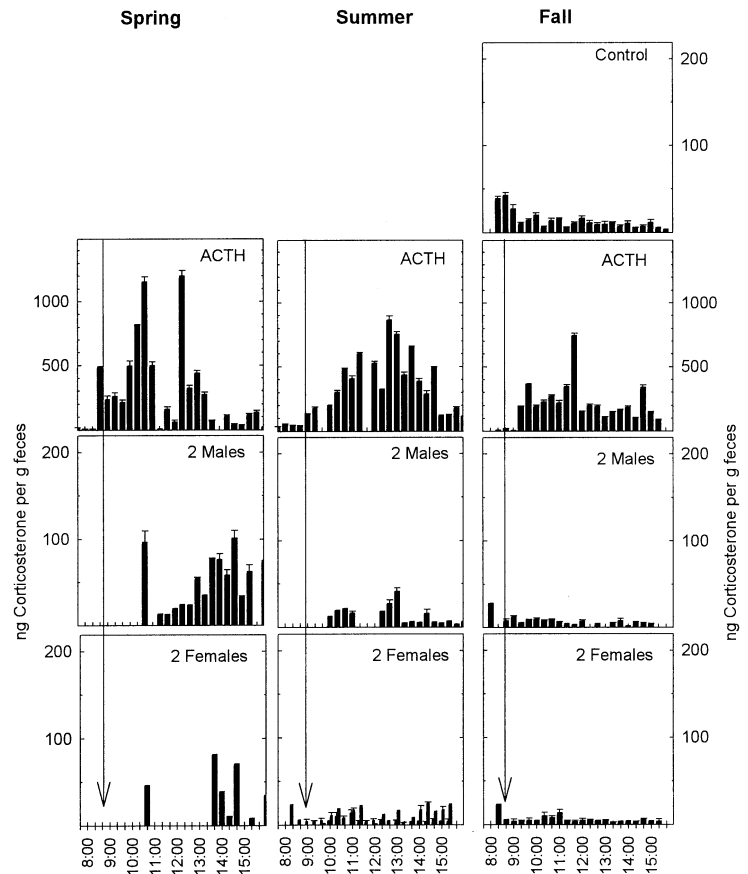 Spring Summer Fall
Control
200
100
ACTH ACTH ACTH
1000 1000
500 500
2 Males 2 Males 2 Males
200 200
100 100
2 Females 2 Females 2 Females
200 200
100 100
ng Corticosterone per g feces
ng Corticosterone per g feces
8:00 9:00 10:00 11:00 12:00 13:00 14:00 15:00
8:00 9:00 10:00 11:00 12:00 13:00 14:00 15:00
8:00 9:00 10:00 11:00 12:00 13:00 14:00 15:00